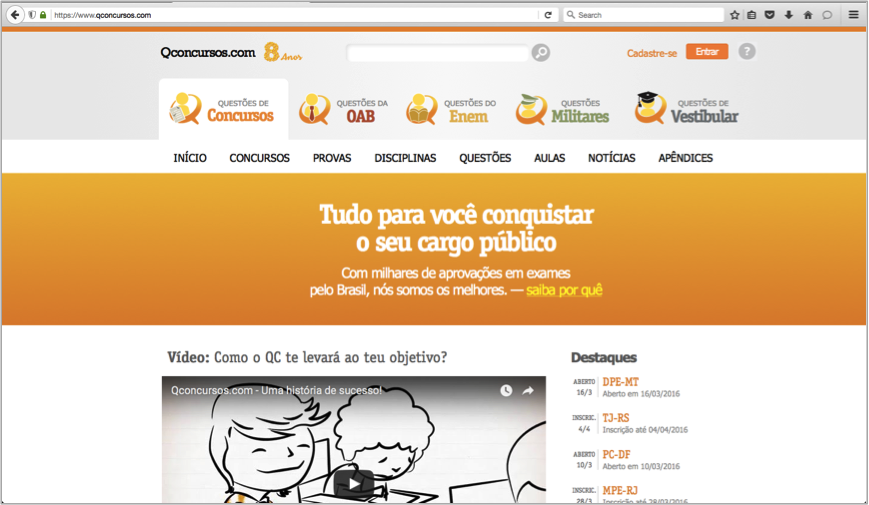 https://www.qconcursos.com
Search
Qconcursos.com 8 Anos
Cadastre-se Entrar ?
QUESTÕES DE Concursos
QUESTÕES DA OAB
QUESTÕES DO Enem
QUESTÕES Militares
QUESTÕES DE Vestibular
INÍCIO CONCURSOS PROVAS DISCIPLINAS QUESTÕES AULAS NOTÍCIAS APÊNDICES
Tudo para você conquistar
o seu cargo público
Com milhares de aprovações em exames
pelo Brasil, nós somos os melhores. — saiba por quê
Vídeo: Como o QC te levará ao teu objetivo?
Qconcursos.com - Uma história de sucesso!
Destaques
ABERTO DPE-MT
16/3 Aberto em 16/03/2016
INSCRIC. TJ-RS
4/4 Inscrição até 04/04/2016
ABERTO PC-DF
10/3 Aberto em 10/03/2016
INSCRIC. MPE-RJ
28/3 Inscrição até 28/03/2016